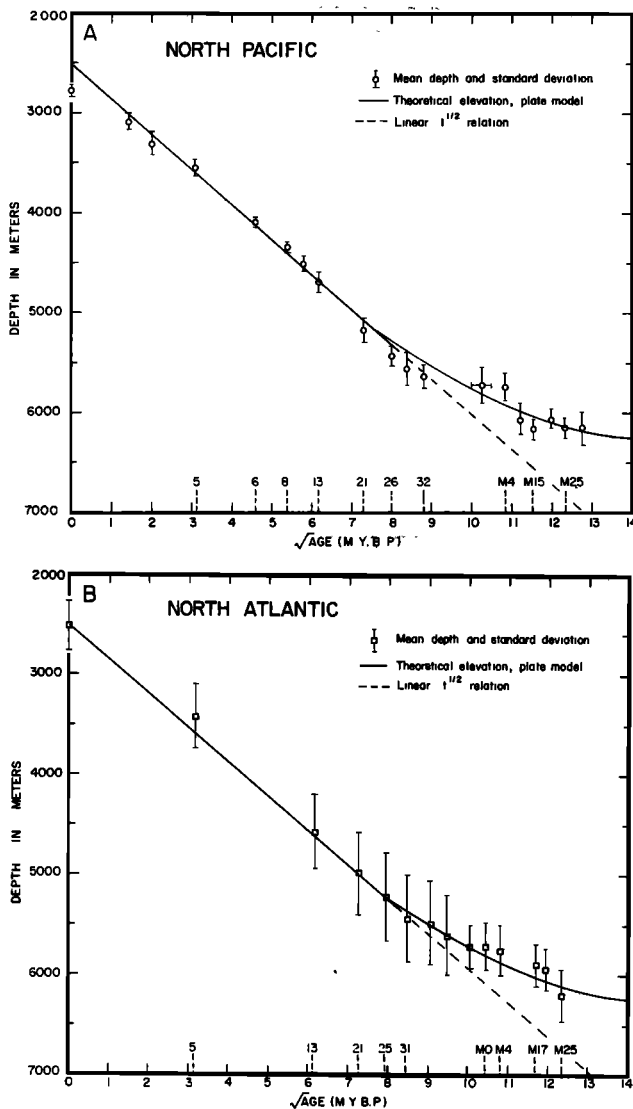 A
NORTH PACIFIC
Mean depth and standard deviation
Theoretical elevation, plate model
Linear t^1/2 relation
2000
3000
4000
5000
6000
7000
DEPTH IN METERS
5 6 8 13 21 26 32 M4 M15 M25
0 1 2 3 4 5 6 7 8 9 10 11 12 13 14
√AGE (M Y. B P)
B
NORTH ATLANTIC
Mean depth and standard deviation
Theoretical elevation, plate model
Linear t^1/2 relation
2000
3000
4000
5000
6000
7000
DEPTH IN METERS
5 13 21 25 31 M0 M4 M17 M25
0 1 2 3 4 5 6 7 8 9 10 11 12 13 14
√AGE (M Y B.P)